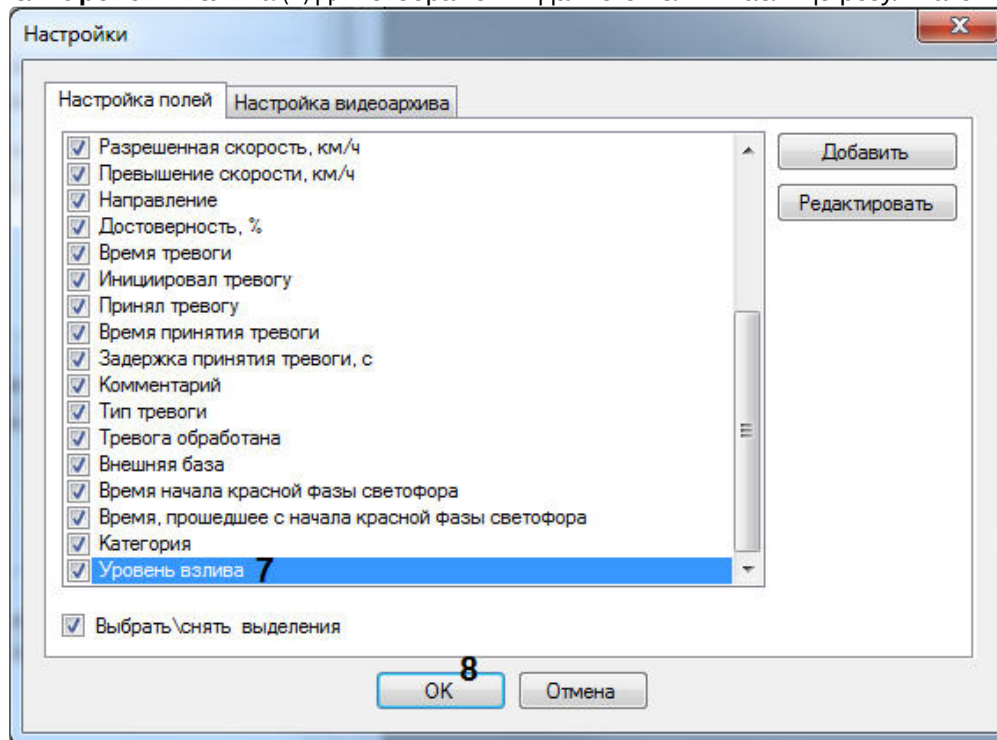 Настройки
Настройка полей
Настройка видеоархива
Разрешенная скорость, км/ч
Превышение скорости, км/ч
Направление
Достоверность, %
Время тревоги
Инициировал тревогу
Принял тревогу
Время принятия тревоги
Задержка принятия тревоги, с
Комментарий
Тип тревоги
Тревога обработана
Внешняя база
Время начала красной фазы светофора
Время, прошедшее с начала красной фазы светофора
Категория
Уровень взлива 7
Добавить
Редактировать
Выбрать\снять выделения
8
OK
Отмена